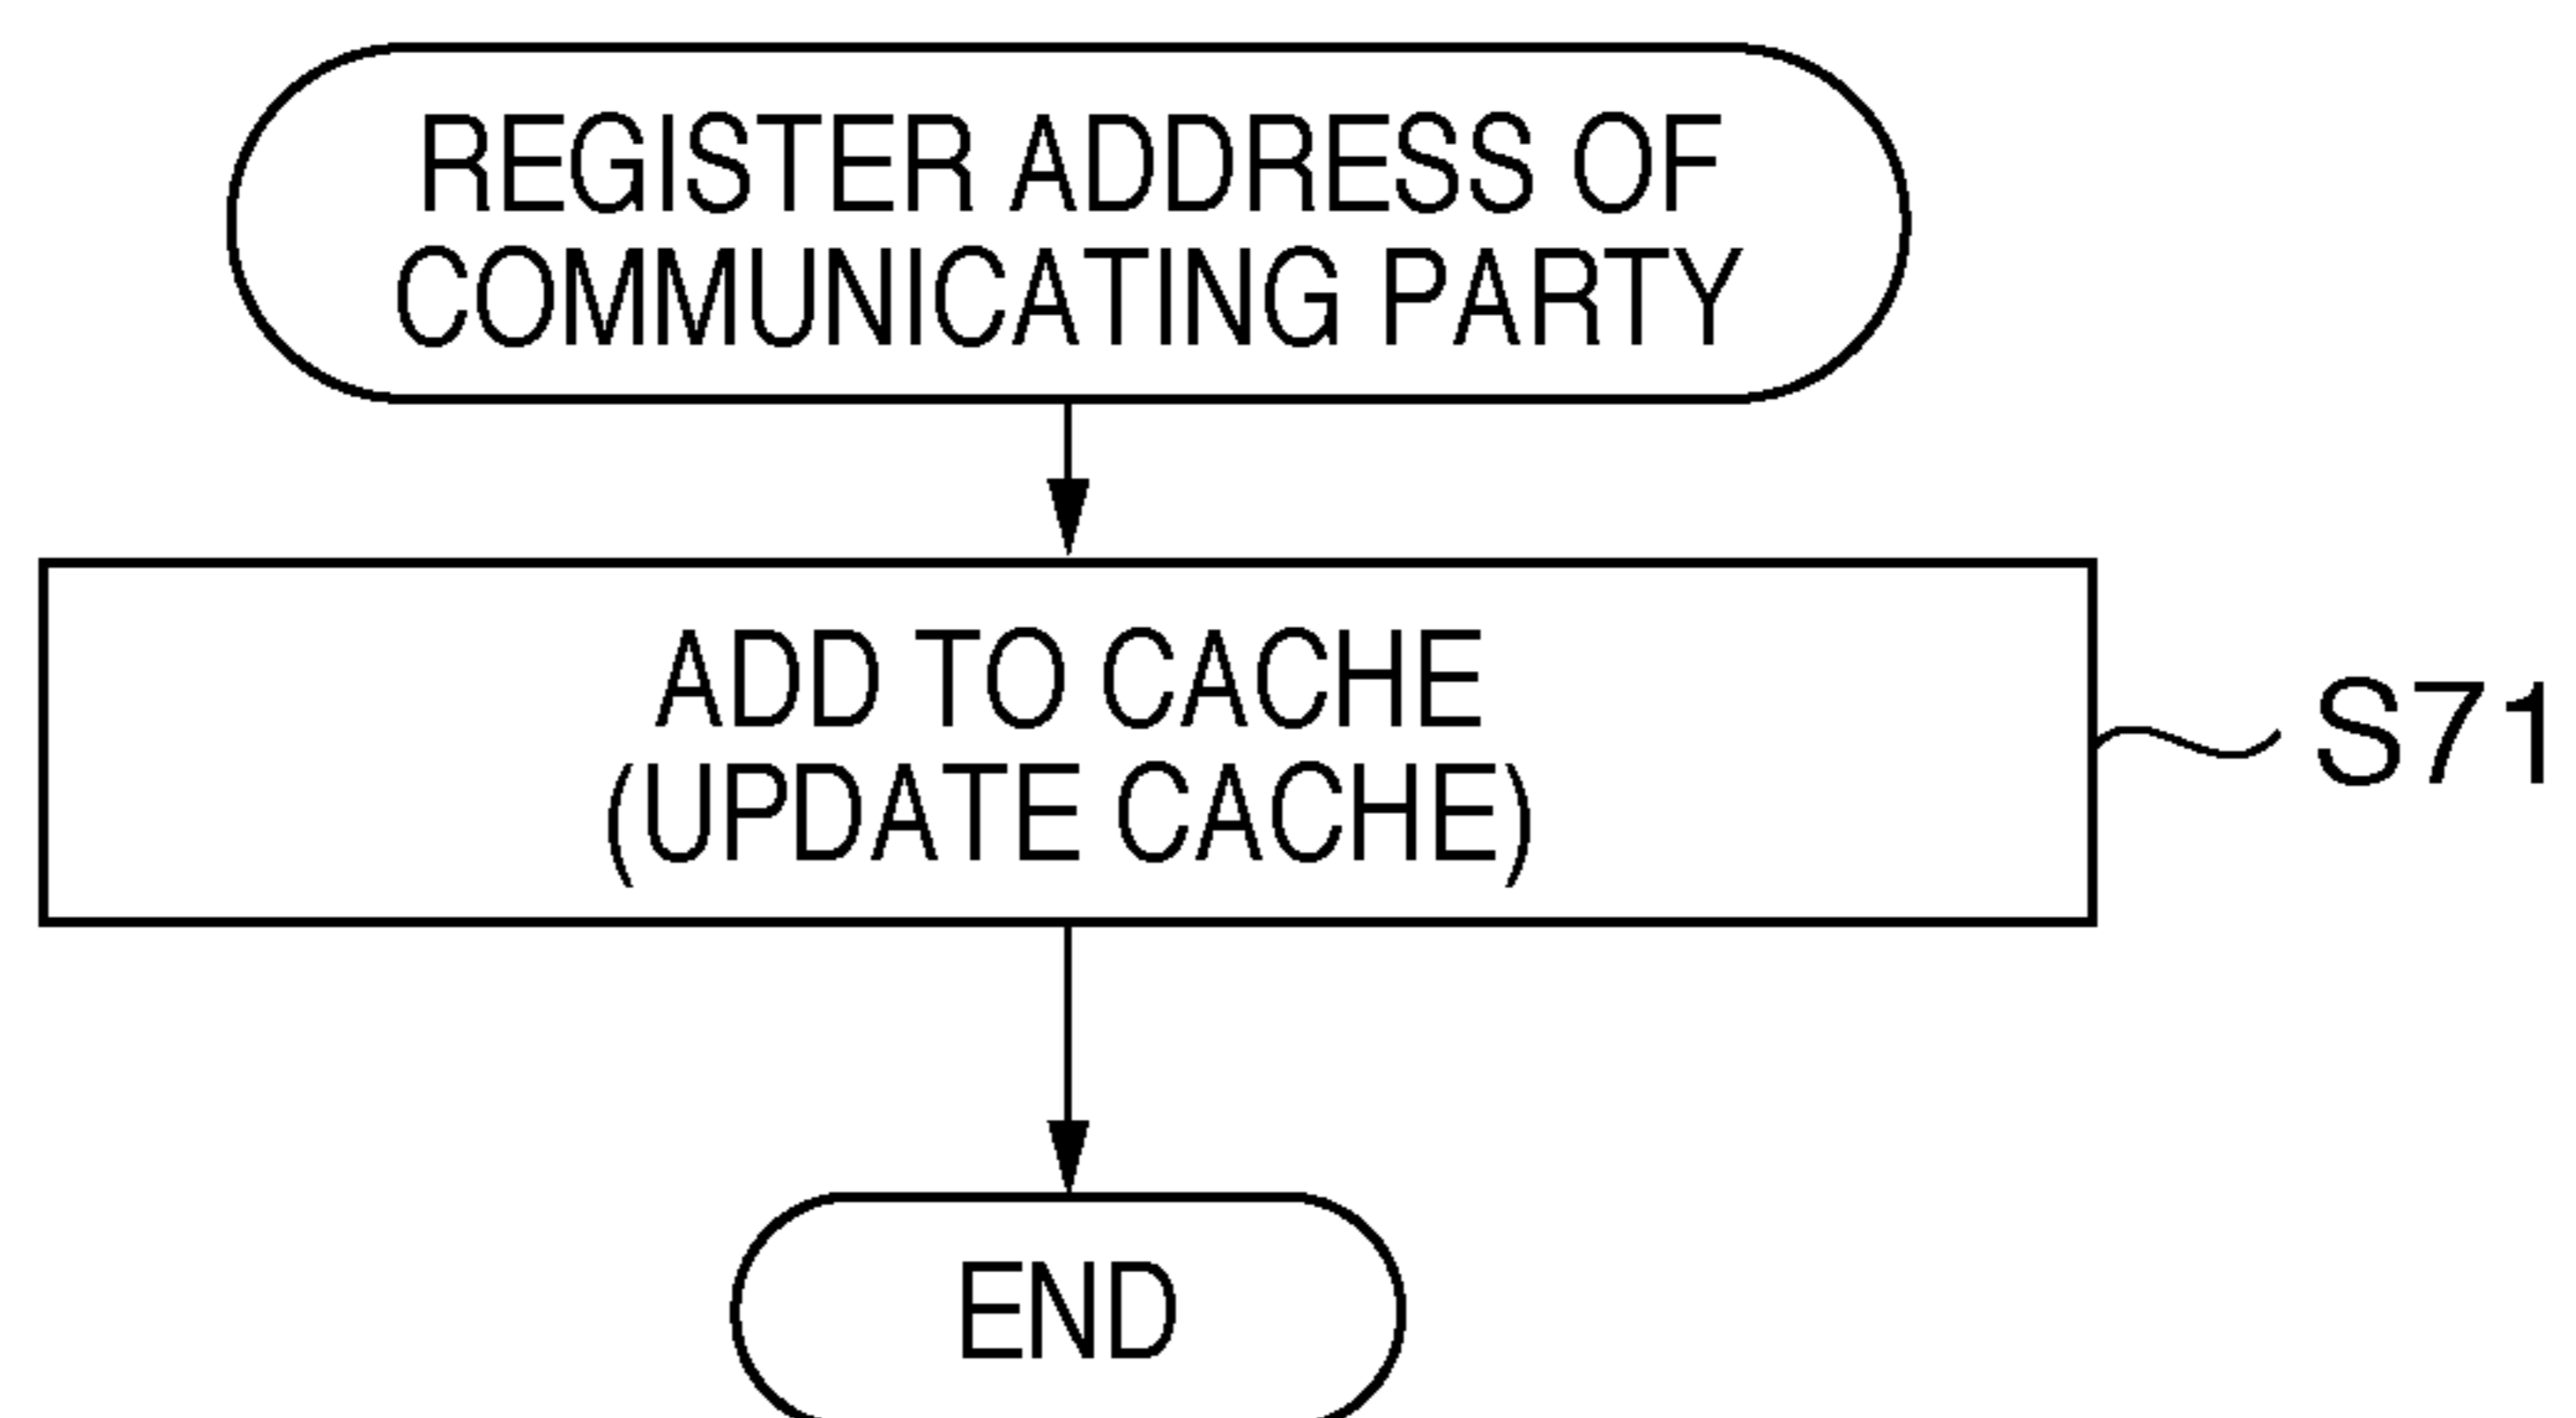 REGISTER ADDRESS OF
COMMUNICATING PARTY
ADD TO CACHE
(UPDATE CACHE)
S71
END